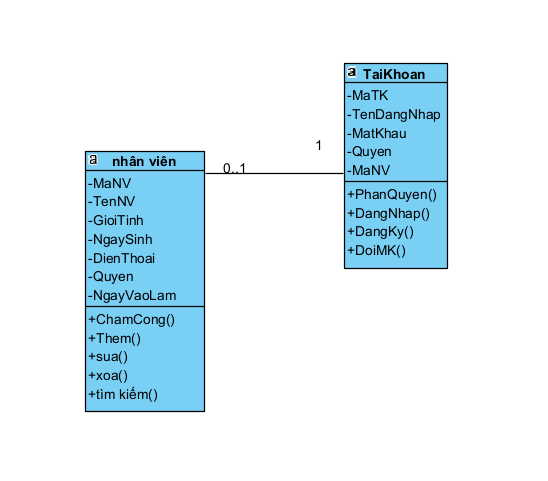 a nhân viên
-MaNV
-TenNV
-GioiTinh
-NgaySinh
-DienThoai
-Quyen
-NgayVaoLam
+ChamCong()
+Them()
+sua()
+xoa()
+tìm kiếm()
0..1
1
a TaiKhoan
-MaTK
-TenDangNhap
-MatKhau
-Quyen
-MaNV
+PhanQuyen()
+DangNhap()
+DangKy()
+DoiMK()